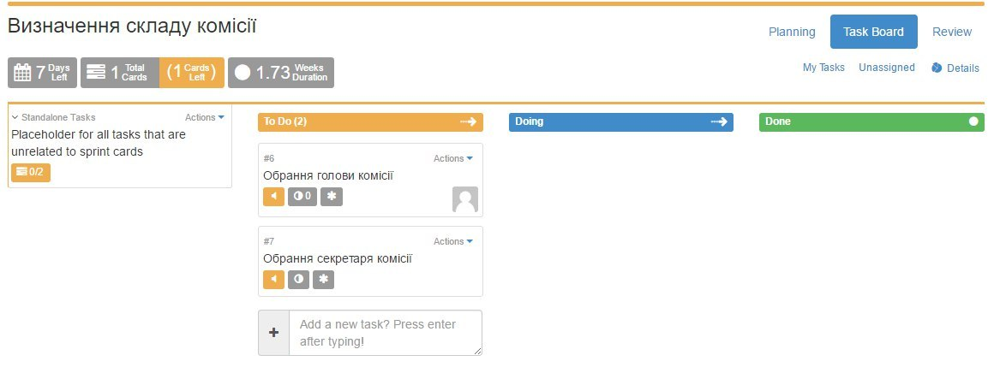 Визначення складу комісії
Planning
Task Board
Review
7 Days Left
1 Total Cards
(1 Cards Left)
1.73 Weeks Duration
My Tasks
Unassigned
Details
Standalone Tasks
Actions
Placeholder for all tasks that are
unrelated to sprint cards
0/2
To Do (2)
#6
Actions
Обрання голови комісії
0
#7
Actions
Обрання секретаря комісії
Add a new task? Press enter
after typing!
Doing
Done